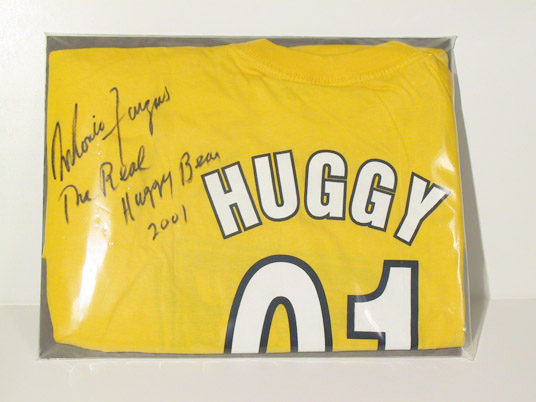 Antonio Fargas
The Real
Huggy Bear
2001
HUGGY
01